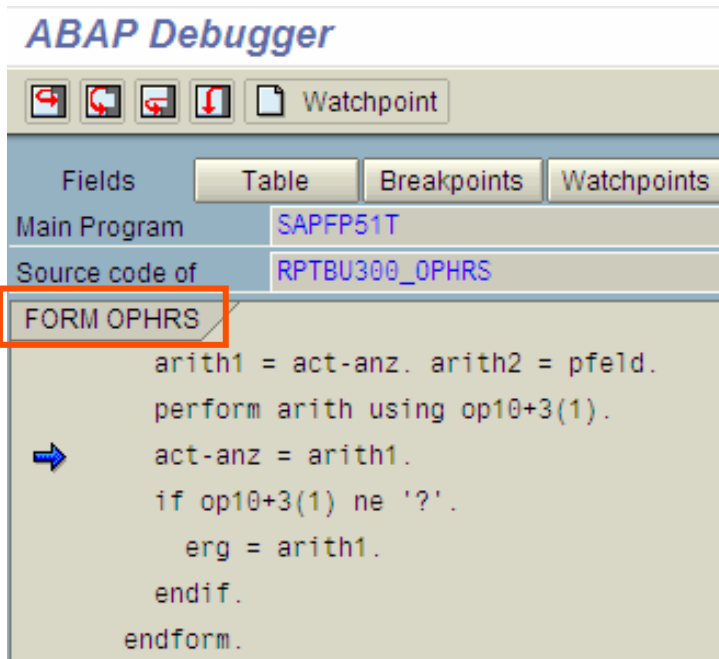 ABAP Debugger
Watchpoint
Fields Table Breakpoints Watchpoints
Main Program SAPFP51T
Source code of RPTBU300_OPHRS
FORM OPHRS
arith1 = act-anz. arith2 = pfeld.
perform arith using op10+3(1).
act-anz = arith1.
if op10+3(1) ne '?'.
erg = arith1.
endif.
endform.